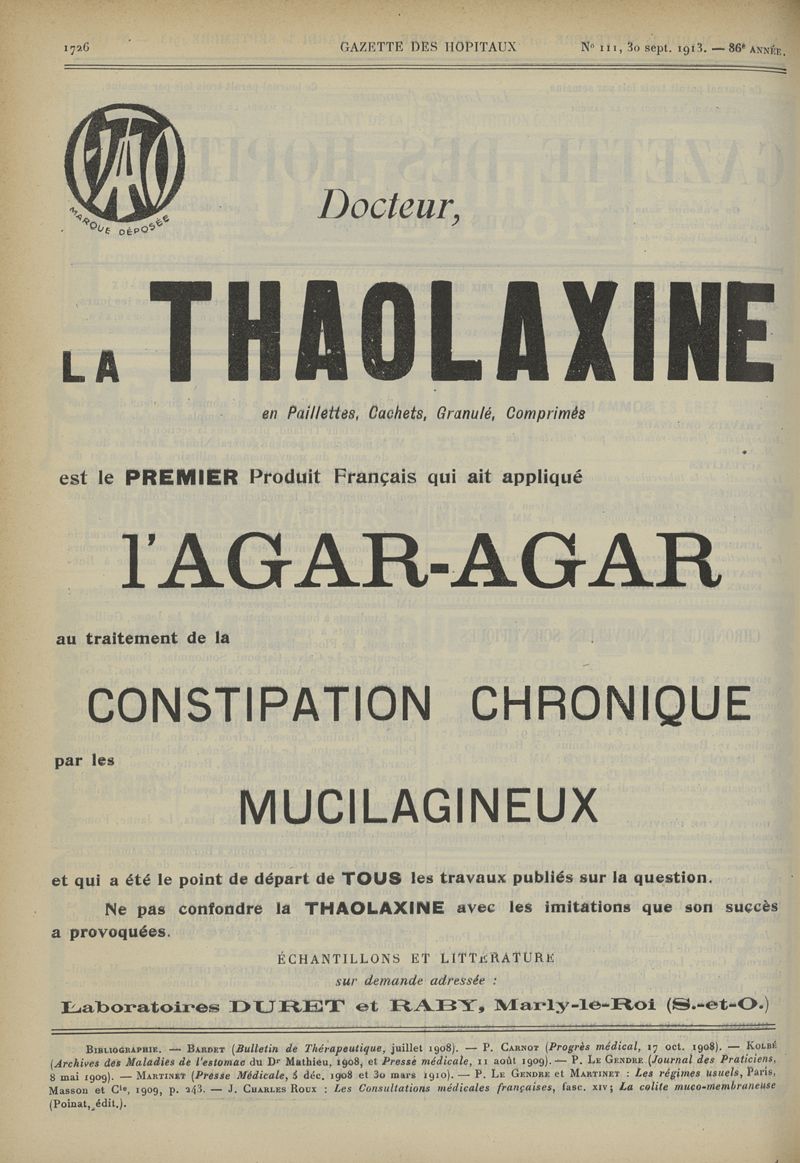 1726 GAZETTE DES HOPITAUX N° 111, 30 sept. 1913. — 86e ANNÉE.
MARQUE DÉPOSÉE
Docteur,
LA THAOLAXINE
en Paillettes, Cachets, Granulé, Comprimés
est le PREMIER Produit Français qui ait appliqué
l'AGAR-AGAR
au traitement de la
CONSTIPATION CHRONIQUE
par les
MUCILAGINEUX
et qui a été le point de départ de TOUS les travaux publiés sur la question.
Ne pas confondre la THAOLAXINE avec les imitations que son succès
a provoquées.
ÉCHANTILLONS ET LITTÉRATURE
sur demande adressée :
Laboratoires DURET et RABY, Marly-le-Roi (S.-et-O.)
BIBLIOGRAPHIE. — BARDET (Bulletin de Thérapeutique, juillet 1908). — P. CARNOT (Progrès médical, 17 oct. 1908). — KOLBÉ
(Archives des Maladies de l'estomac du Dr Mathieu, 1908, et Presse médicale, 11 août 1909). — P. LE GENDRE (Journal des Praticiens,
8 mai 1909). — MARTINET (Presse Médicale, 5 déc. 1908 et 30 mars 1910). — P. LE GENDRE et MARTINET : Les régimes usuels, Paris,
Masson et Cie, 1909, p. 243. — J. CHARLES ROUX : Les Consultations médicales françaises, fasc. XIV; La colite muco-membraneuse
(Poinat, édit.).